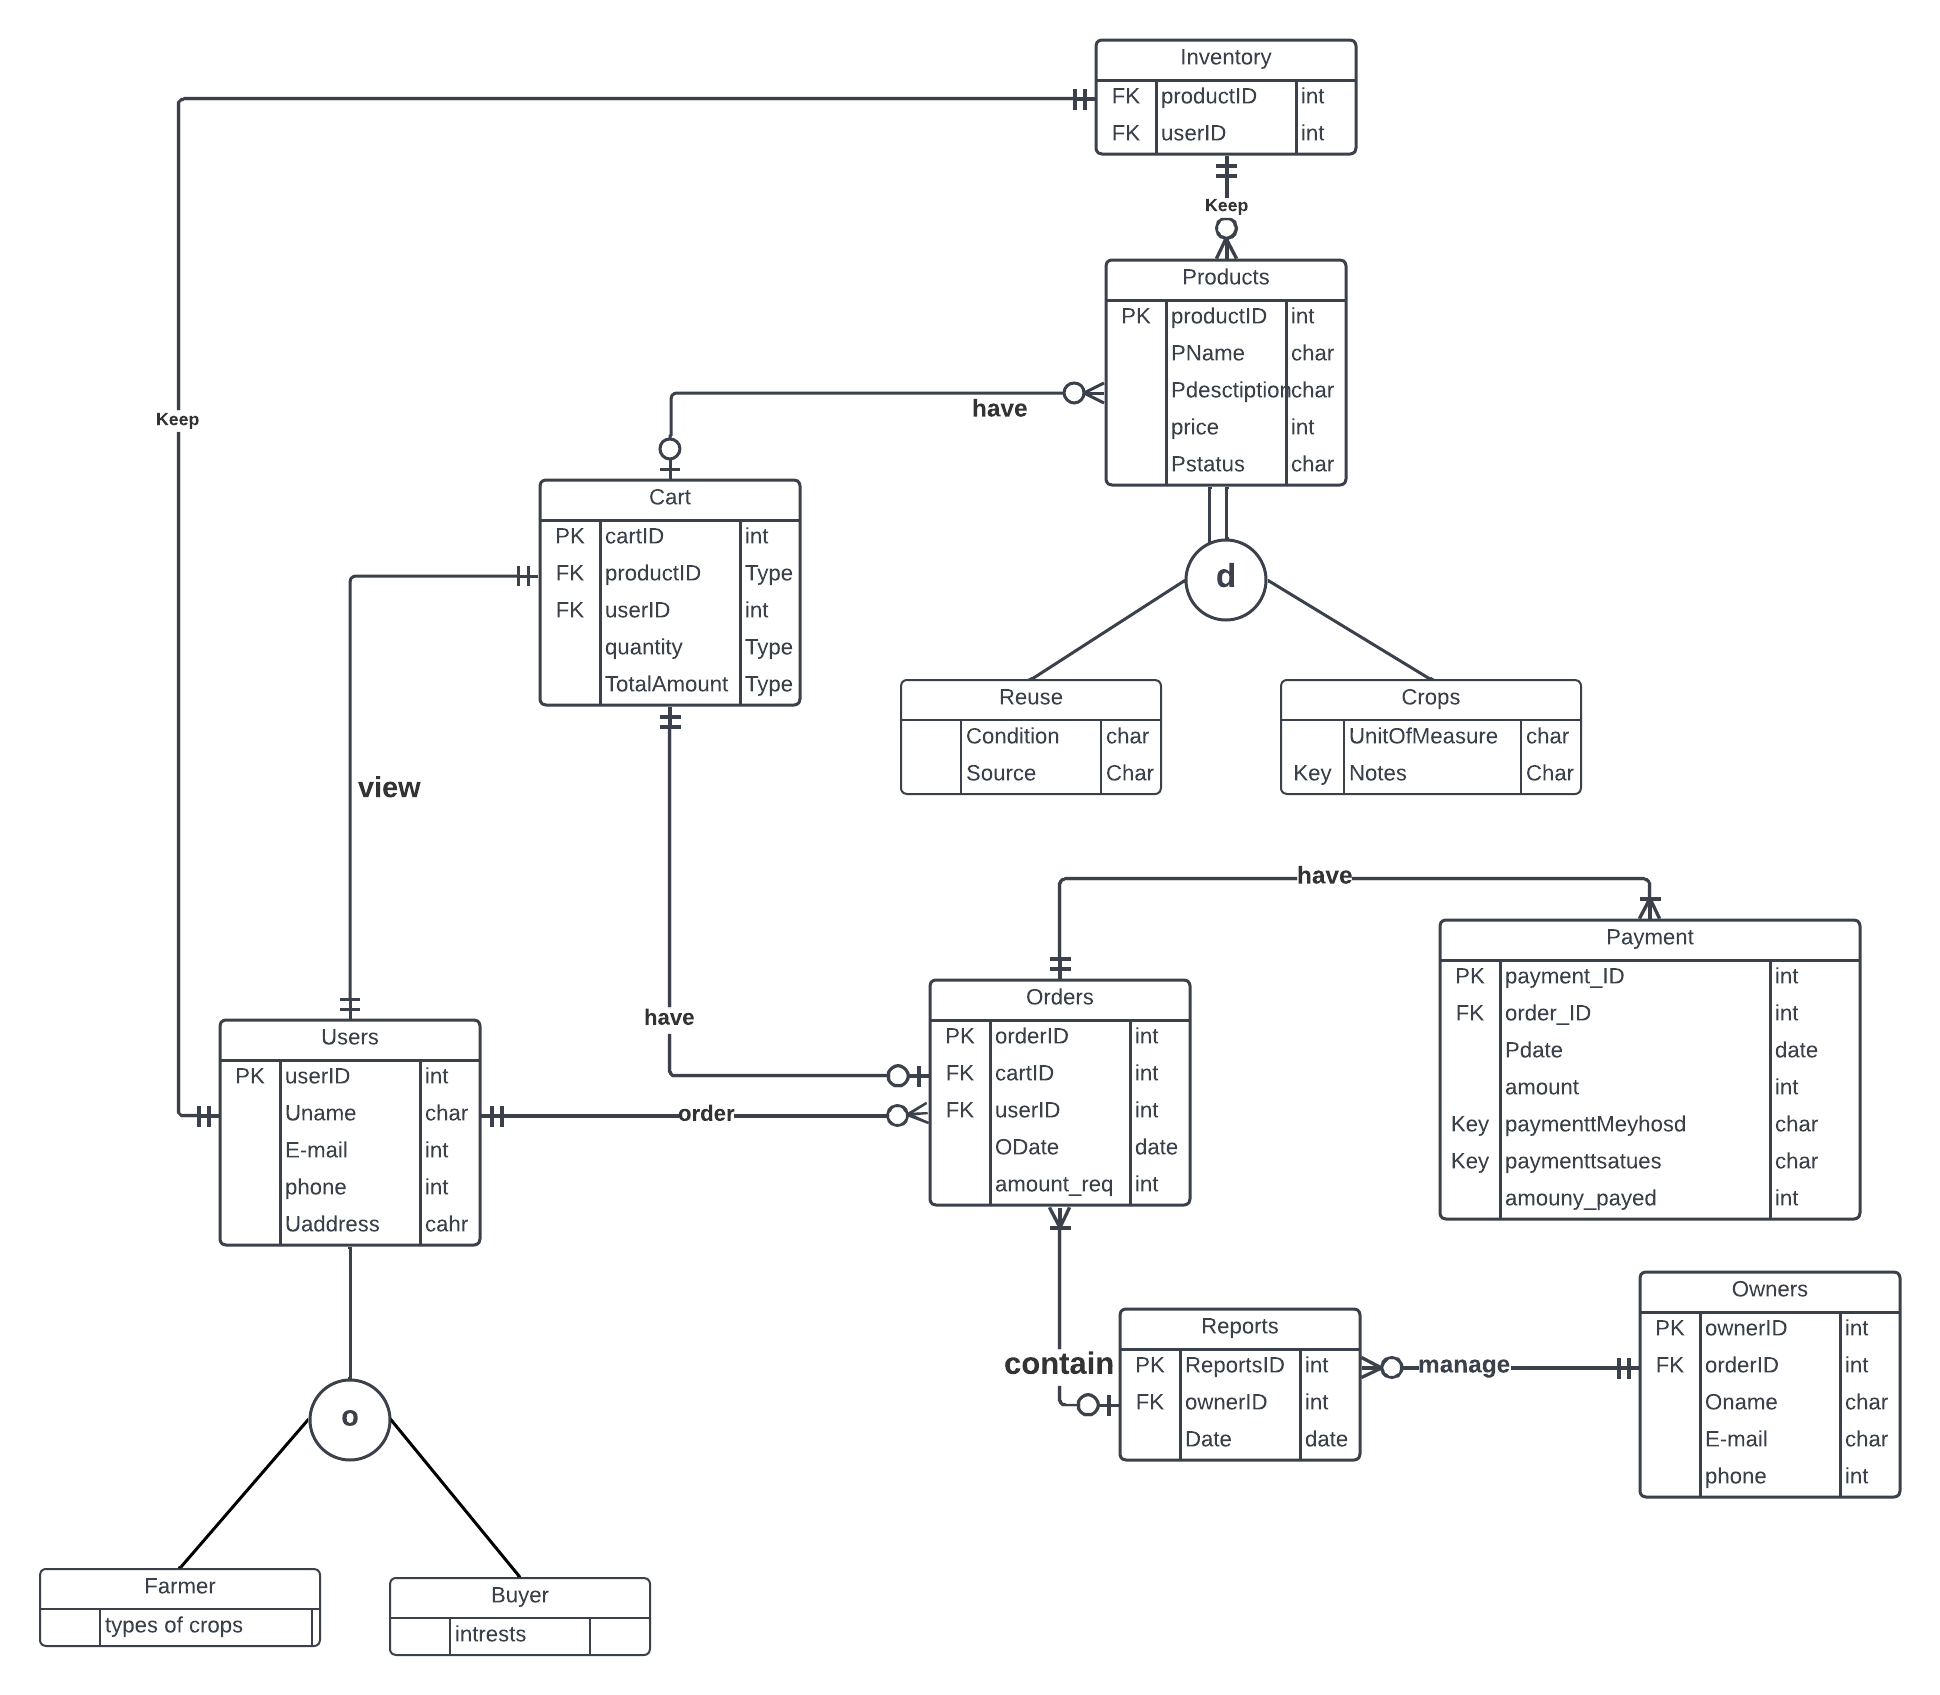 Inventory
FK productID int
FK userID int
Keep
Products
PK productID int
PName char
Pdesctiption char
price int
Pstatus char
have
Keep
Cart
PK cartID int
FK productID Type
FK userID int
quantity Type
TotalAmount Type
d
Reuse
Condition char
Source Char
Crops
UnitOfMeasure char
Key Notes Char
view
have
Payment
PK payment_ID int
FK order_ID int
Pdate date
amount int
Key paymenttMeyhosd char
Key paymenttsatues char
amouny_payed int
Orders
PK orderID int
FK cartID int
FK userID int
ODate date
amount_req int
have
order
Users
PK userID int
Uname char
E-mail int
phone int
Uaddress cahr
contain
Reports
PK ReportsID int
FK ownerID int
Date date
manage
Owners
PK ownerID int
FK orderID int
Oname char
E-mail char
phone int
o
Farmer
types of crops
Buyer
intrests